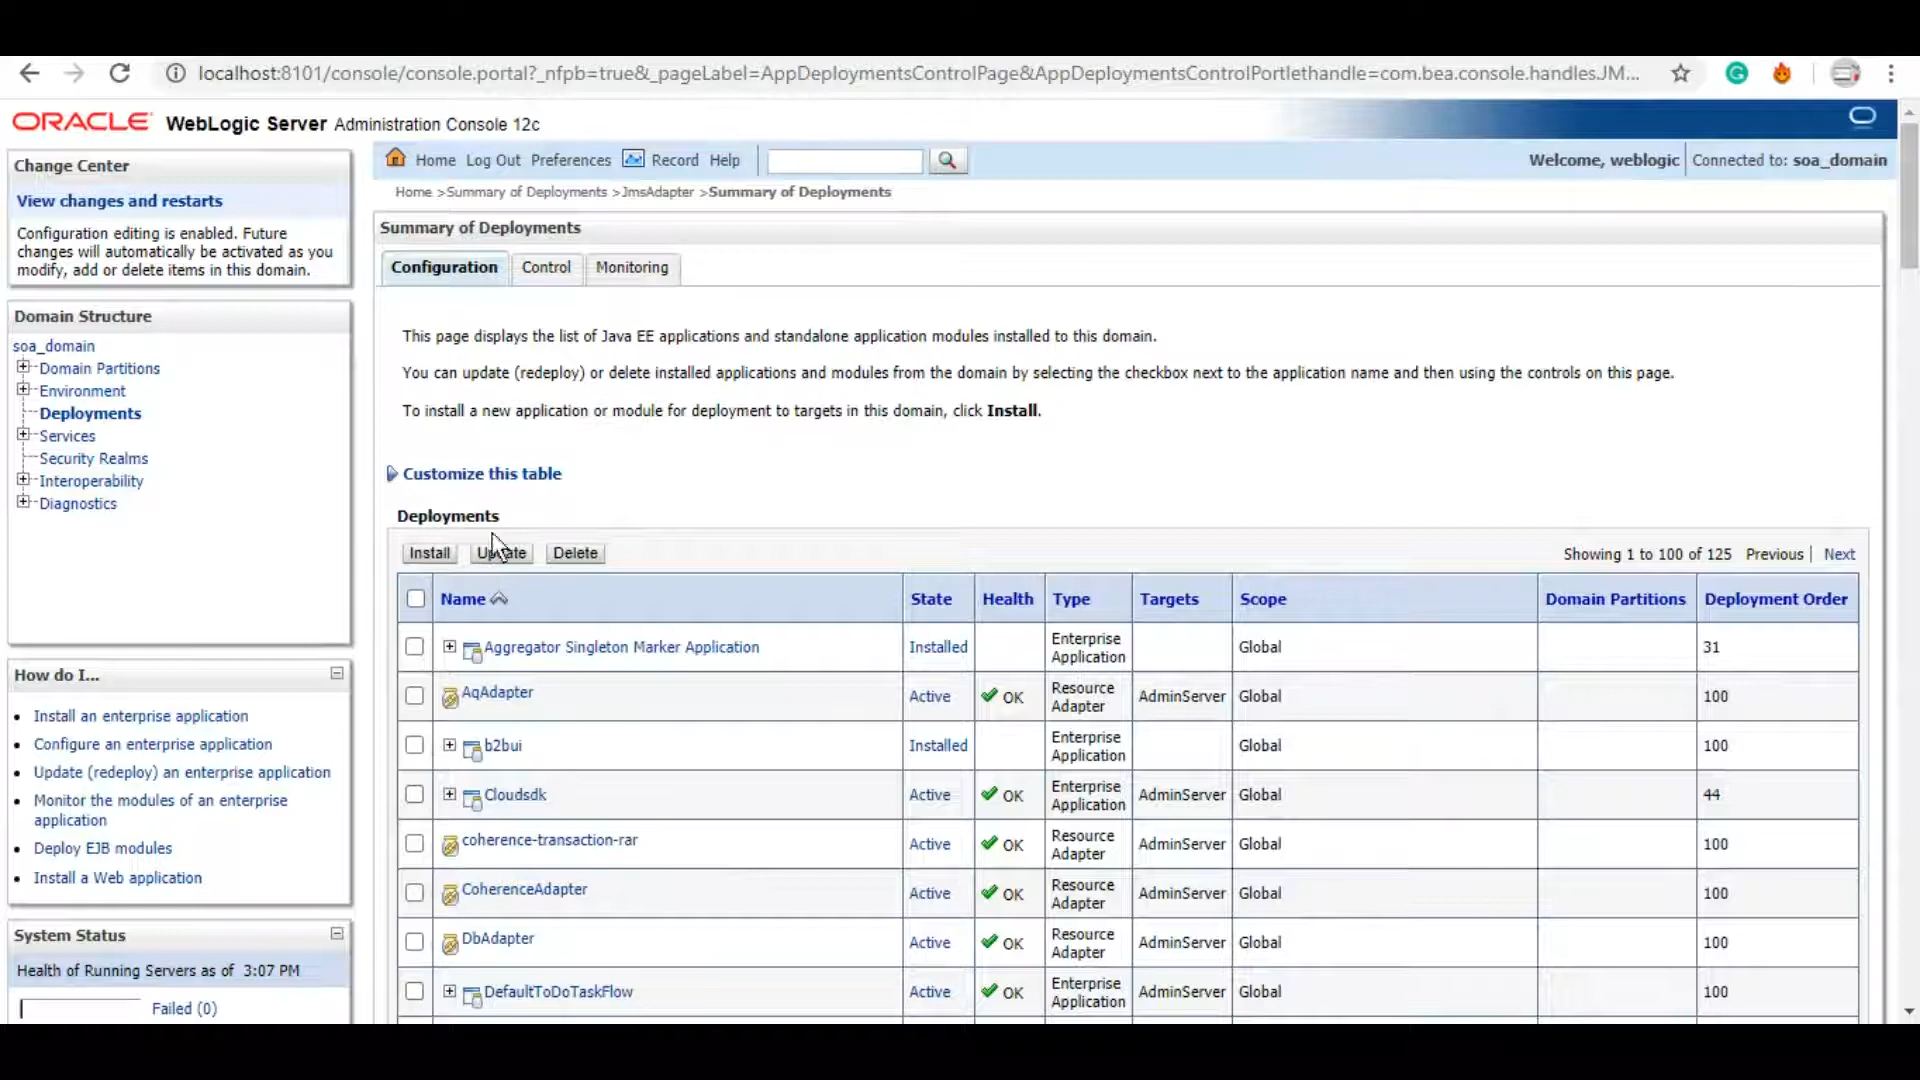 localhost:8101/console/console.portal?_nfpb=true&_pageLabel=AppDeploymentsControlPage&AppDeploymentsControlPortlethandle=com.bea.console.handles.JM...
ORACLE WebLogic Server Administration Console 12c
Change Center
View changes and restarts
Configuration editing is enabled. Future
changes will automatically be activated as you
modify, add or delete items in this domain.
Domain Structure
soa_domain
Domain Partitions
Environment
Deployments
Services
Security Realms
Interoperability
Diagnostics
How do I...
Install an enterprise application
Configure an enterprise application
Update (redeploy) an enterprise application
Monitor the modules of an enterprise
application
Deploy EJB modules
Install a Web application
System Status
Health of Running Servers as of 3:07 PM
Failed (0)
Home Log Out Preferences Record Help
Welcome, weblogic Connected to: soa_domain
Home >Summary of Deployments >JmsAdapter >Summary of Deployments
Summary of Deployments
Configuration Control Monitoring
This page displays the list of Java EE applications and standalone application modules installed to this domain.
You can update (redeploy) or delete installed applications and modules from the domain by selecting the checkbox next to the application name and then using the controls on this page.
To install a new application or module for deployment to targets in this domain, click Install.
Customize this table
Deployments
Install Update Delete Showing 1 to 100 of 125 Previous | Next
Name State Health Type Targets Scope Domain Partitions Deployment Order
Aggregator Singleton Marker Application Installed Enterprise Application Global 31
AqAdapter Active OK Resource Adapter AdminServer Global 100
b2bui Installed Enterprise Application Global 100
Cloudsdk Active OK Enterprise Application AdminServer Global 44
coherence-transaction-rar Active OK Resource Adapter AdminServer Global 100
CoherenceAdapter Active OK Resource Adapter AdminServer Global 100
DbAdapter Active OK Resource Adapter AdminServer Global 100
DefaultToDoTaskFlow Active OK Enterprise Application AdminServer Global 100